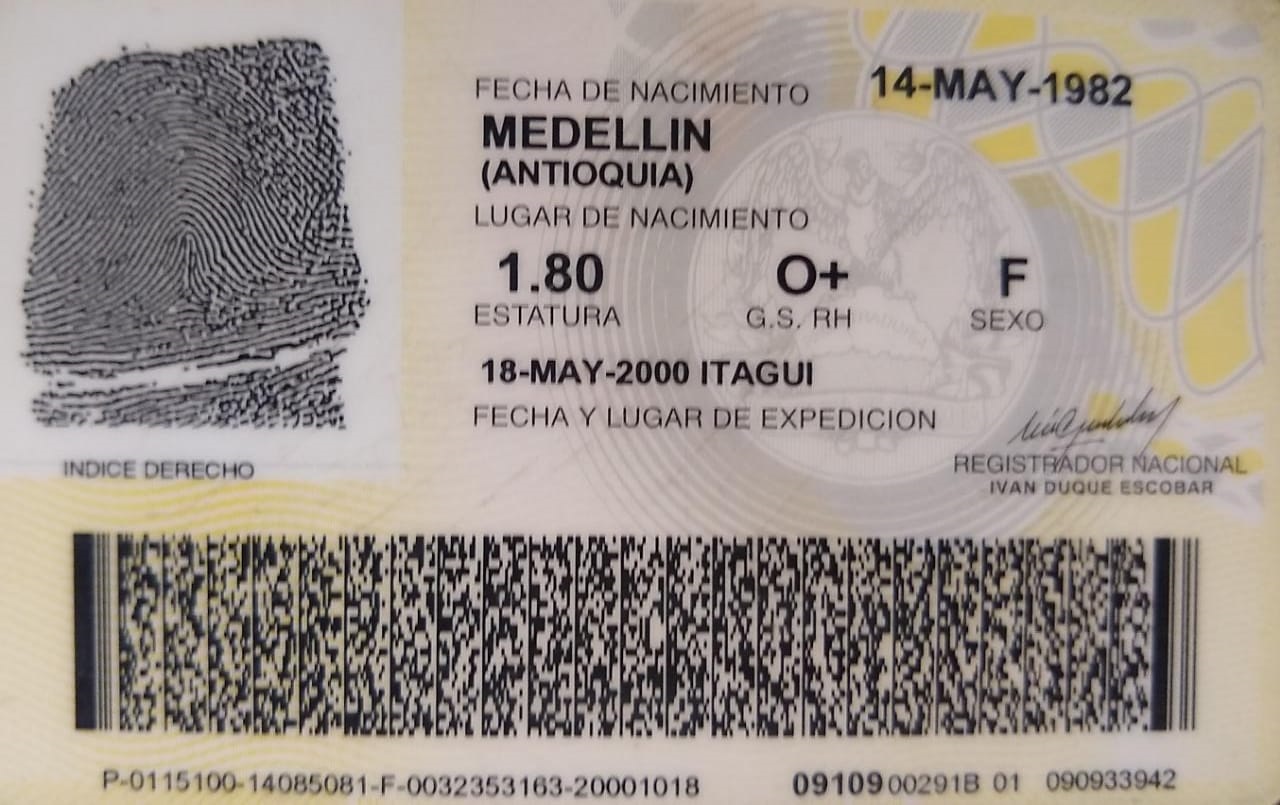 FECHA DE NACIMIENTO 14-MAY-1982
MEDELLIN
(ANTIOQUIA)
LUGAR DE NACIMIENTO
1.80 O+ F
ESTATURA G.S. RH SEXO
18-MAY-2000 ITAGUI
FECHA Y LUGAR DE EXPEDICION
INDICE DERECHO
REGISTRADOR NACIONAL
IVAN DUQUE ESCOBAR
P-0115100-14085081-F-0032353163-20001018 0910900291B 01 090933942